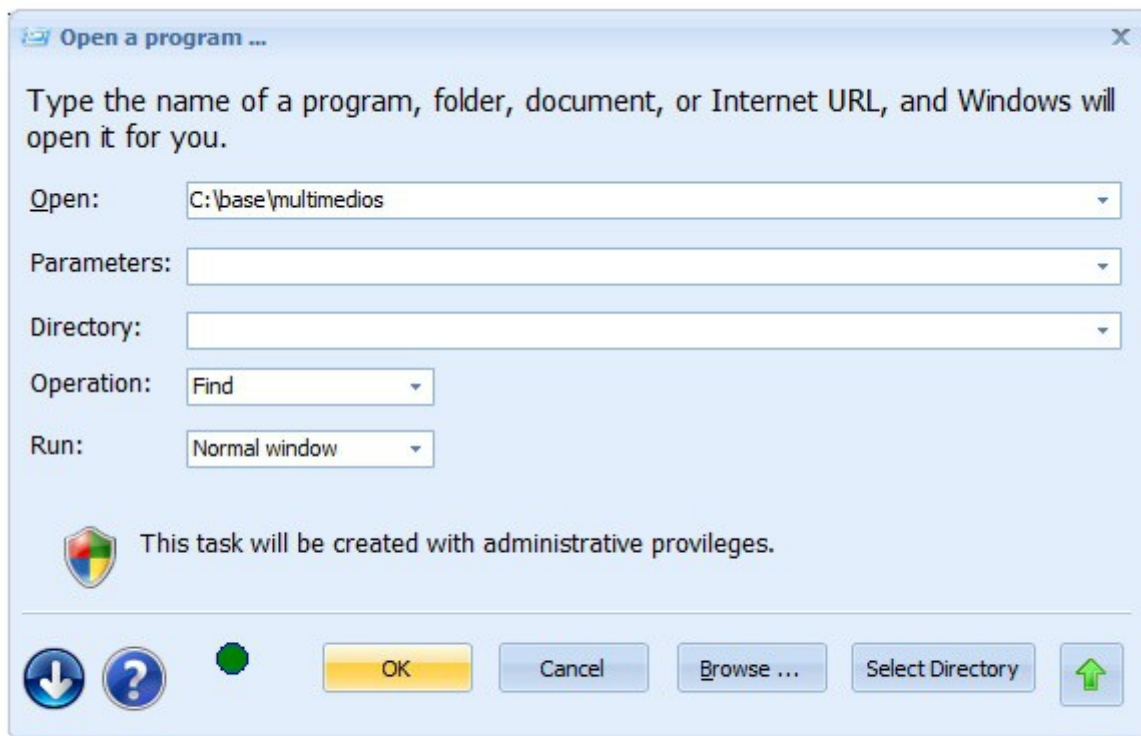 Open a program ...
Type the name of a program, folder, document, or Internet URL, and Windows will
open it for you.
Open: C:\base\multimedios
Parameters:
Directory:
Operation: Find
Run: Normal window
This task will be created with administrative provileges.
OK Cancel Browse ... Select Directory